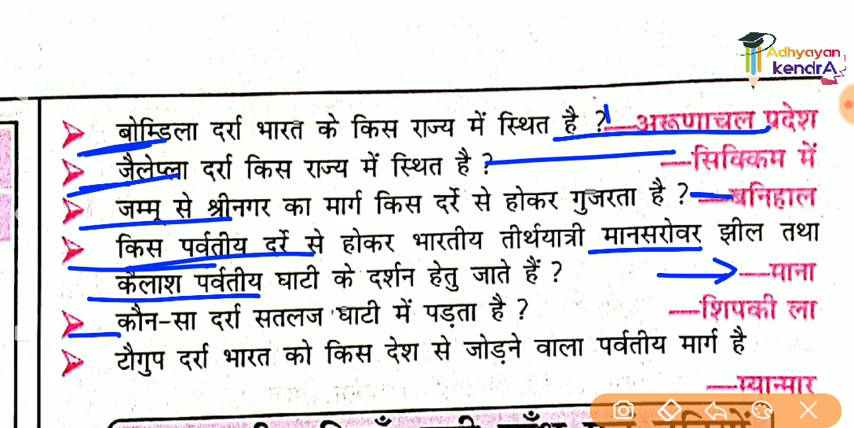 Adhyayan
kendrA
बोम्डिला दर्रा भारत के किस राज्य में स्थित है ? —अरूणाचल प्रदेश
जैलेप्ला दर्रा किस राज्य में स्थित है ? —सिक्किम में
जम्मू से श्रीनगर का मार्ग किस दर्रे से होकर गुजरता है ? —बनिहाल
किस पर्वतीय दर्रे से होकर भारतीय तीर्थयात्री मानसरोवर झील तथा
कैलाश पर्वतीय घाटी के दर्शन हेतु जाते हैं ? —माना
कौन-सा दर्रा सतलज घाटी में पड़ता है ? —शिपकी ला
टौगुप दर्रा भारत को किस देश से जोड़ने वाला पर्वतीय मार्ग है
—म्यान्मार